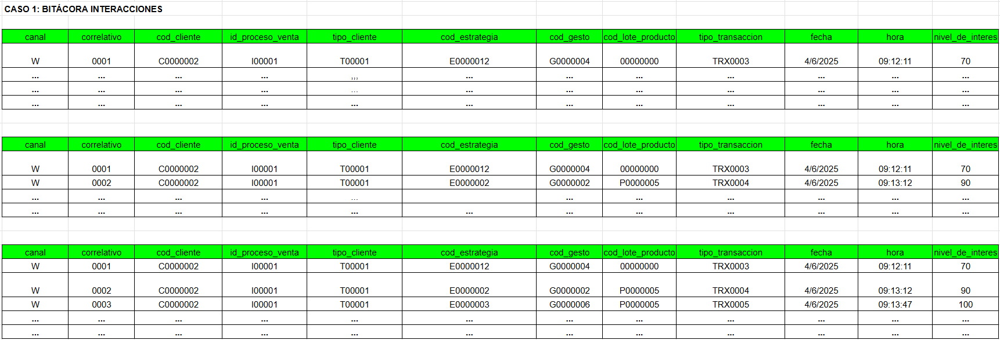 CASO 1: BITÁCORA INTERACCIONES
canal correlativo cod_cliente id_proceso_venta tipo_cliente cod_estrategia cod_gesto cod_lote_producto tipo_transaccion fecha hora nivel_de_interes
W 0001 C0000002 I00001 T00001 E0000012 G0000004 00000000 TRX0003 4/6/2025 09:12:11 70
... ... ... ... ,,, ... ... ... ... ... ... ...
... ... ... ... ... ... ... ... ... ... ... ...
... ... ... ... ... ... ... ... ... ... ... ...
canal correlativo cod_cliente id_proceso_venta tipo_cliente cod_estrategia cod_gesto cod_lote_producto tipo_transaccion fecha hora nivel_de_interes
W 0001 C0000002 I00001 T00001 E0000012 G0000004 00000000 TRX0003 4/6/2025 09:12:11 70
W 0002 C0000002 I00001 T00001 E0000002 G0000002 P0000005 TRX0004 4/6/2025 09:13:12 90
... ... ... ... ... ... ... ... ... ... ...
... ... ... ... ... ... ... ... ... ... ... ...
canal correlativo cod_cliente id_proceso_venta tipo_cliente cod_estrategia cod_gesto cod_lote_producto tipo_transaccion fecha hora nivel_de_interes
W 0001 C0000002 I00001 T00001 E0000012 G0000004 00000000 TRX0003 4/6/2025 09:12:11 70
W 0002 C0000002 I00001 T00001 E0000002 G0000002 P0000005 TRX0004 4/6/2025 09:13:12 90
W 0003 C0000002 I00001 T00001 E0000003 G0000006 P0000005 TRX0005 4/6/2025 09:13:47 100
... ... ... ... ... ... ... ... ... ... ... ...
... ... ... ... ... ... ... ... ... ... ... ...